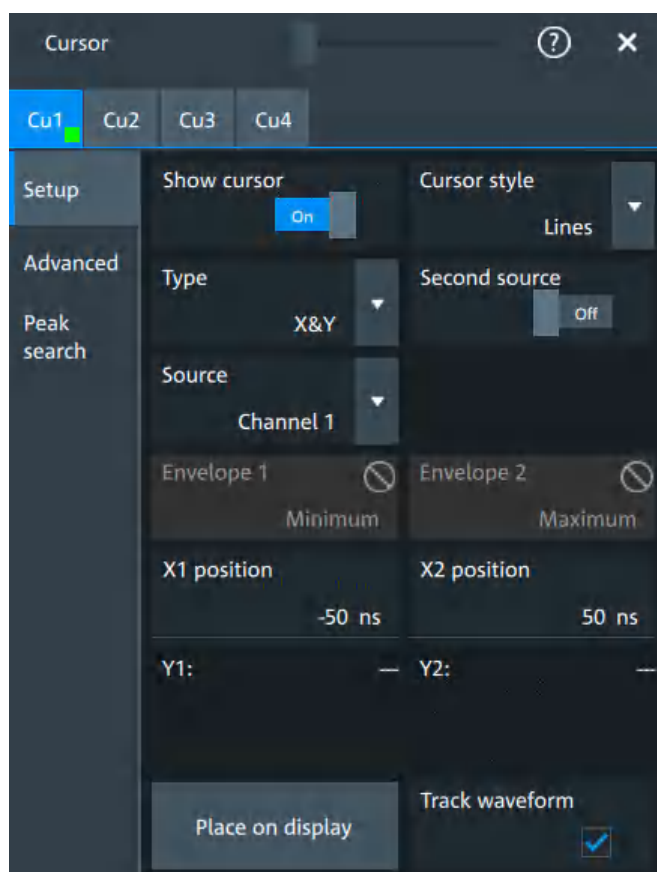 Cursor
Cu1 Cu2 Cu3 Cu4
Setup
Advanced
Peak
search
Show cursor
On
Cursor style
Lines
Type
X&Y
Second source
Off
Source
Channel 1
Envelope 1
Minimum
Envelope 2
Maximum
X1 position
-50 ns
X2 position
50 ns
Y1: ---
Y2: ---
Place on display
Track waveform